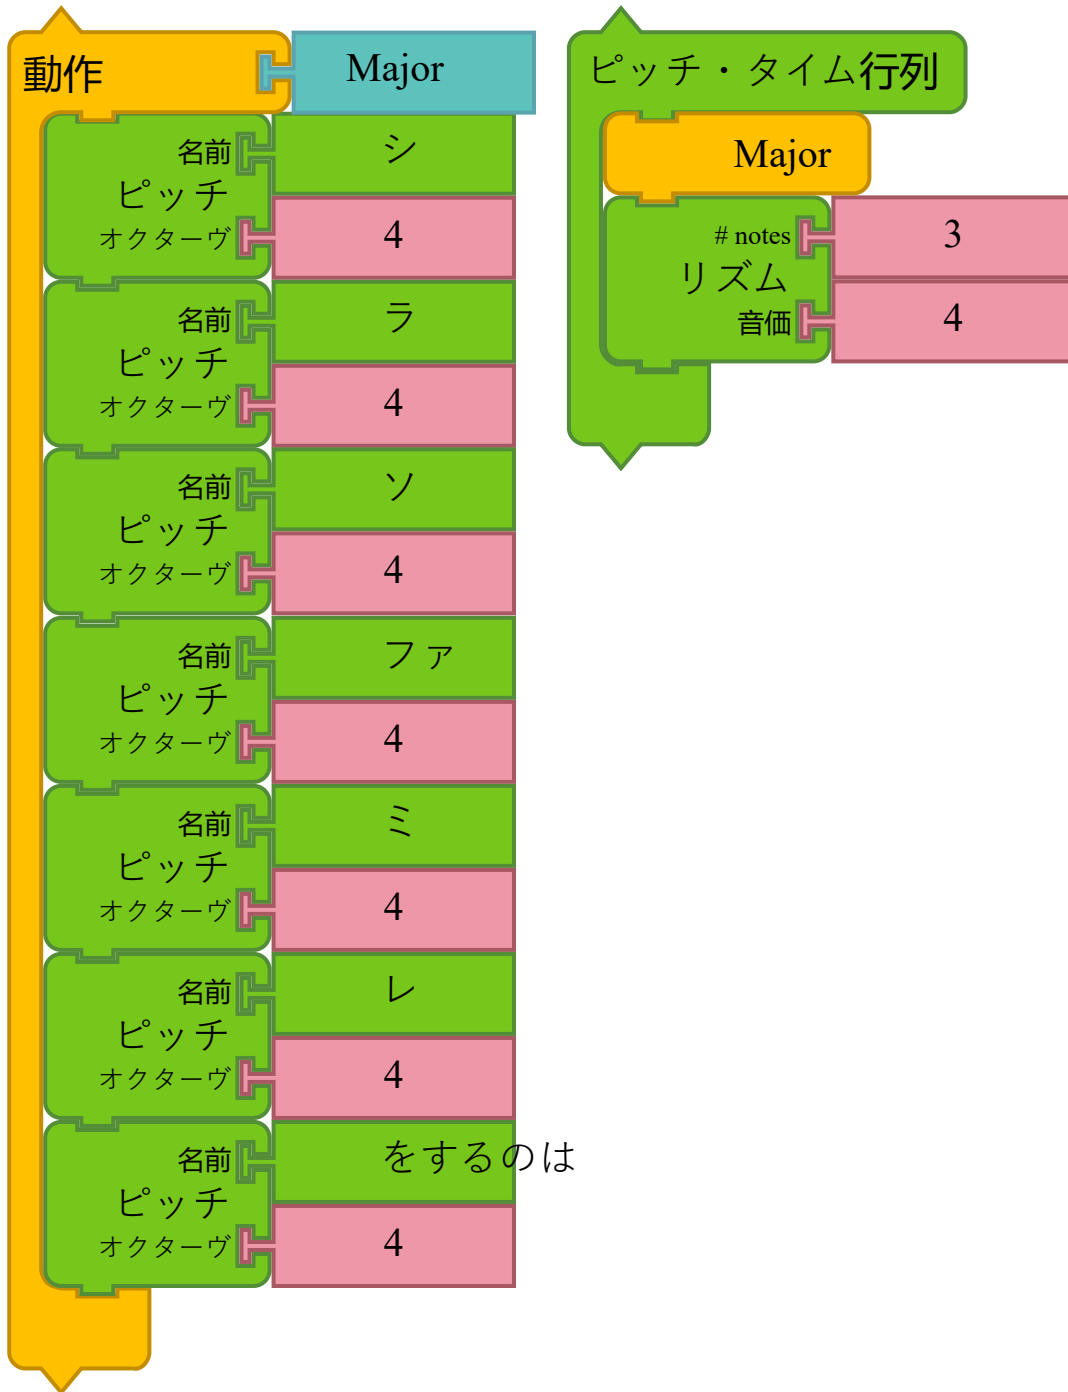 動作 Major
名前 シ
ピッチ
オクターヴ 4
名前 ラ
ピッチ
オクターヴ 4
名前 ソ
ピッチ
オクターヴ 4
名前 ファ
ピッチ
オクターヴ 4
名前 ミ
ピッチ
オクターヴ 4
名前 レ
ピッチ
オクターヴ 4
名前 をするのは
ピッチ
オクターヴ 4
ピッチ・タイム行列
Major
# notes 3
リズム
音価 4